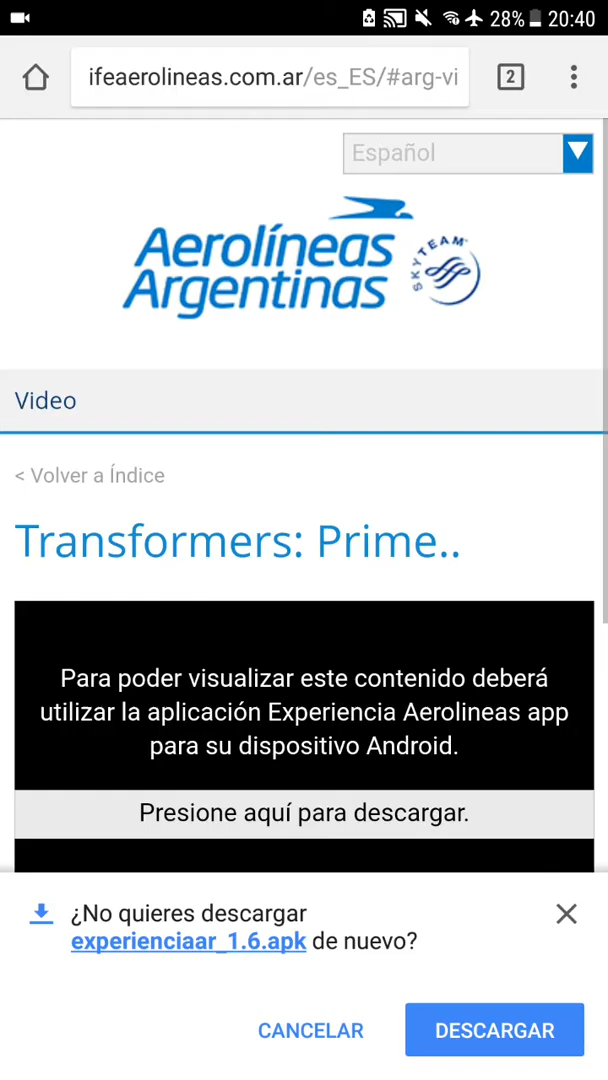 28% 20:40
ifeaerolineas.com.ar/es_ES/#arg-vi
2
Español
Aerolíneas
Argentinas
SKYTEAM
Video
< Volver a Índice
Transformers: Prime..
Para poder visualizar este contenido deberá
utilizar la aplicación Experiencia Aerolineas app
para su dispositivo Android.
Presione aquí para descargar.
¿No quieres descargar
experienciaar_1.6.apk de nuevo?
CANCELAR
DESCARGAR